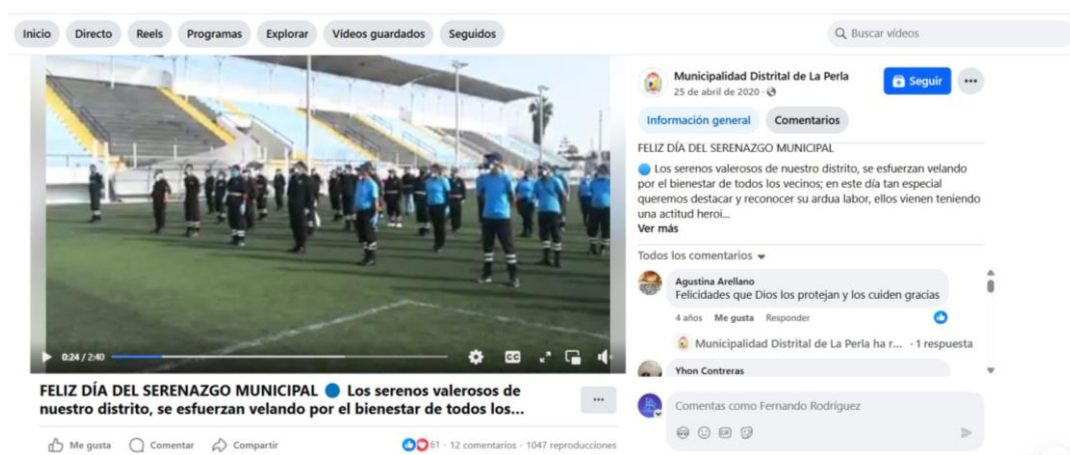 Inicio Directo Reels Programas Explorar Vídeos guardados Seguidos
Buscar vídeos
0:24 / 2:40
CC
FELIZ DÍA DEL SERENAZGO MUNICIPAL 🔵 Los serenos valerosos de
nuestro distrito, se esfuerzan velando por el bienestar de todos los...
Me gusta Comentar Compartir
61 · 12 comentarios · 1047 reproducciones
Municipalidad Distrital de La Perla
25 de abril de 2020 ·
Seguir
Información general Comentarios
FELIZ DÍA DEL SERENAZGO MUNICIPAL
🔵 Los serenos valerosos de nuestro distrito, se esfuerzan velando
por el bienestar de todos los vecinos; en este día tan especial
queremos destacar y reconocer su ardua labor, ellos vienen teniendo
una actitud heroi...
Ver más
Todos los comentarios
Agustina Arellano
Felicidades que Dios los protejan y los cuiden gracias
4 años Me gusta Responder
Municipalidad Distrital de La Perla ha r... · 1 respuesta
Yhon Contreras
Comentas como Fernando Rodríguez
GIF